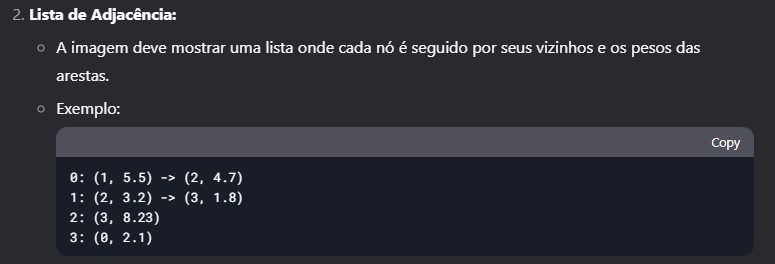 2. Lista de Adjacência:
○ A imagem deve mostrar uma lista onde cada nó é seguido por seus vizinhos e os pesos das
arestas.
○ Exemplo:
Copy
0: (1, 5.5) -> (2, 4.7)
1: (2, 3.2) -> (3, 1.8)
2: (3, 8.23)
3: (0, 2.1)